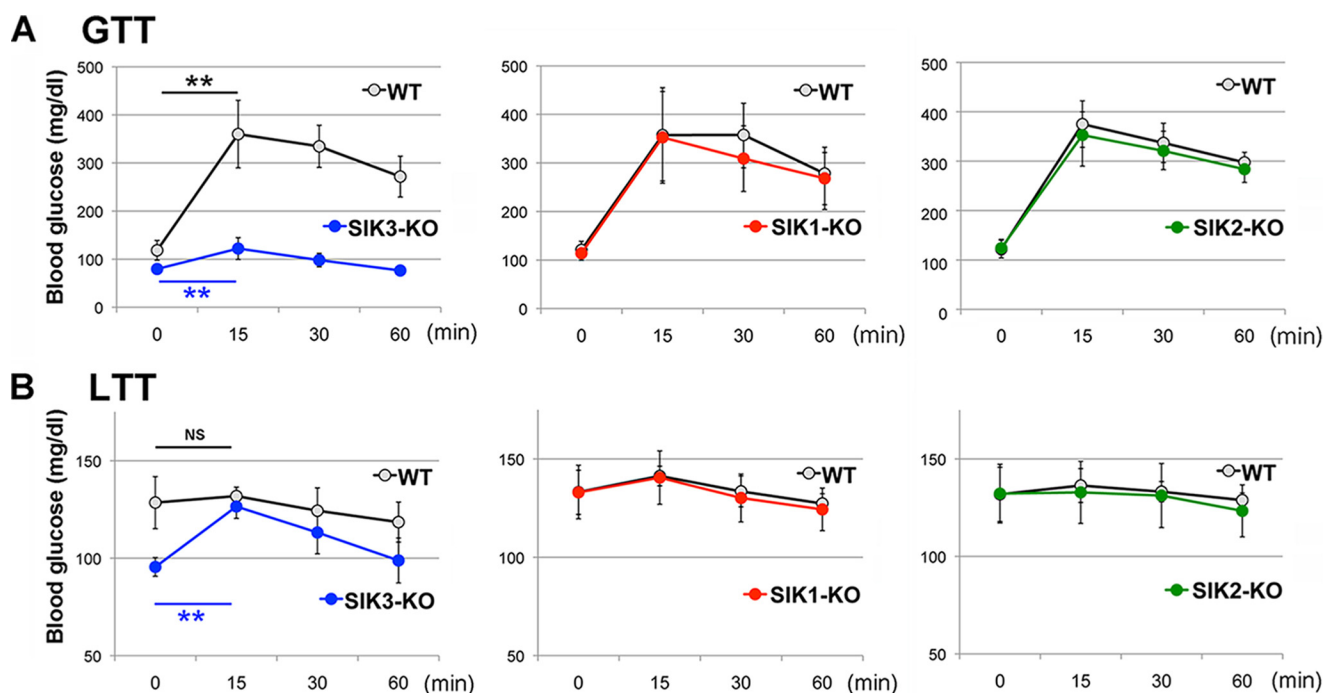 A GTT
Blood glucose (mg/dl)
500
400
300
200
100
0
**
WT
SIK3-KO
**
0 15 30 60 (min)
500
400
300
200
100
0
WT
SIK1-KO
0 15 30 60 (min)
500
400
300
200
100
0
WT
SIK2-KO
0 15 30 60 (min)
B LTT
Blood glucose (mg/dl)
150
100
50
NS
WT
SIK3-KO
**
0 15 30 60 (min)
150
100
50
WT
SIK1-KO
0 15 30 60 (min)
150
100
50
WT
SIK2-KO
0 15 30 60 (min)